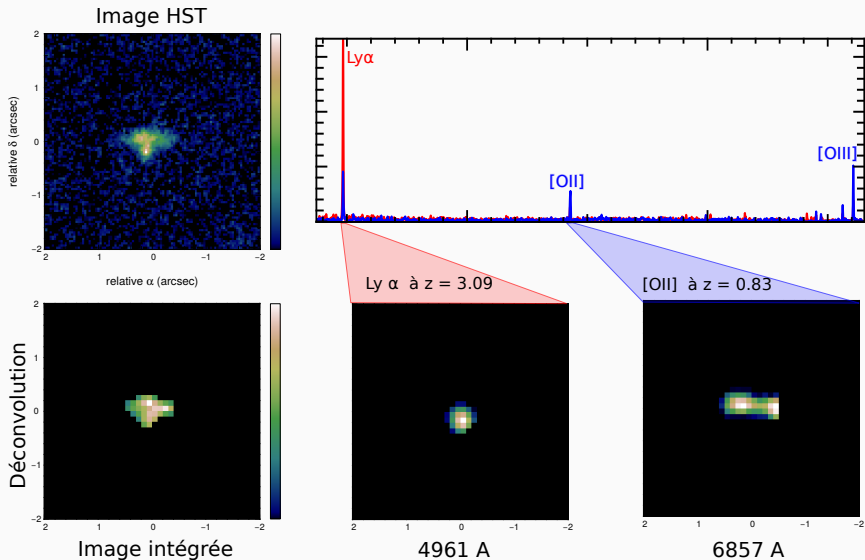 Image HST
2
1
0
−1
−2
relative δ (arcsec)
2
1
0
-1
-2
relative α (arcsec)
Lyα
[OII]
[OIII]
Ly α à z = 3.09
[OII] à z = 0.83
Déconvolution
2
1
0
−1
−2
2
1
0
-1
-2
Image intégrée
2
1
0
-1
-2
4961 A
2
1
0
-1
-2
6857 A